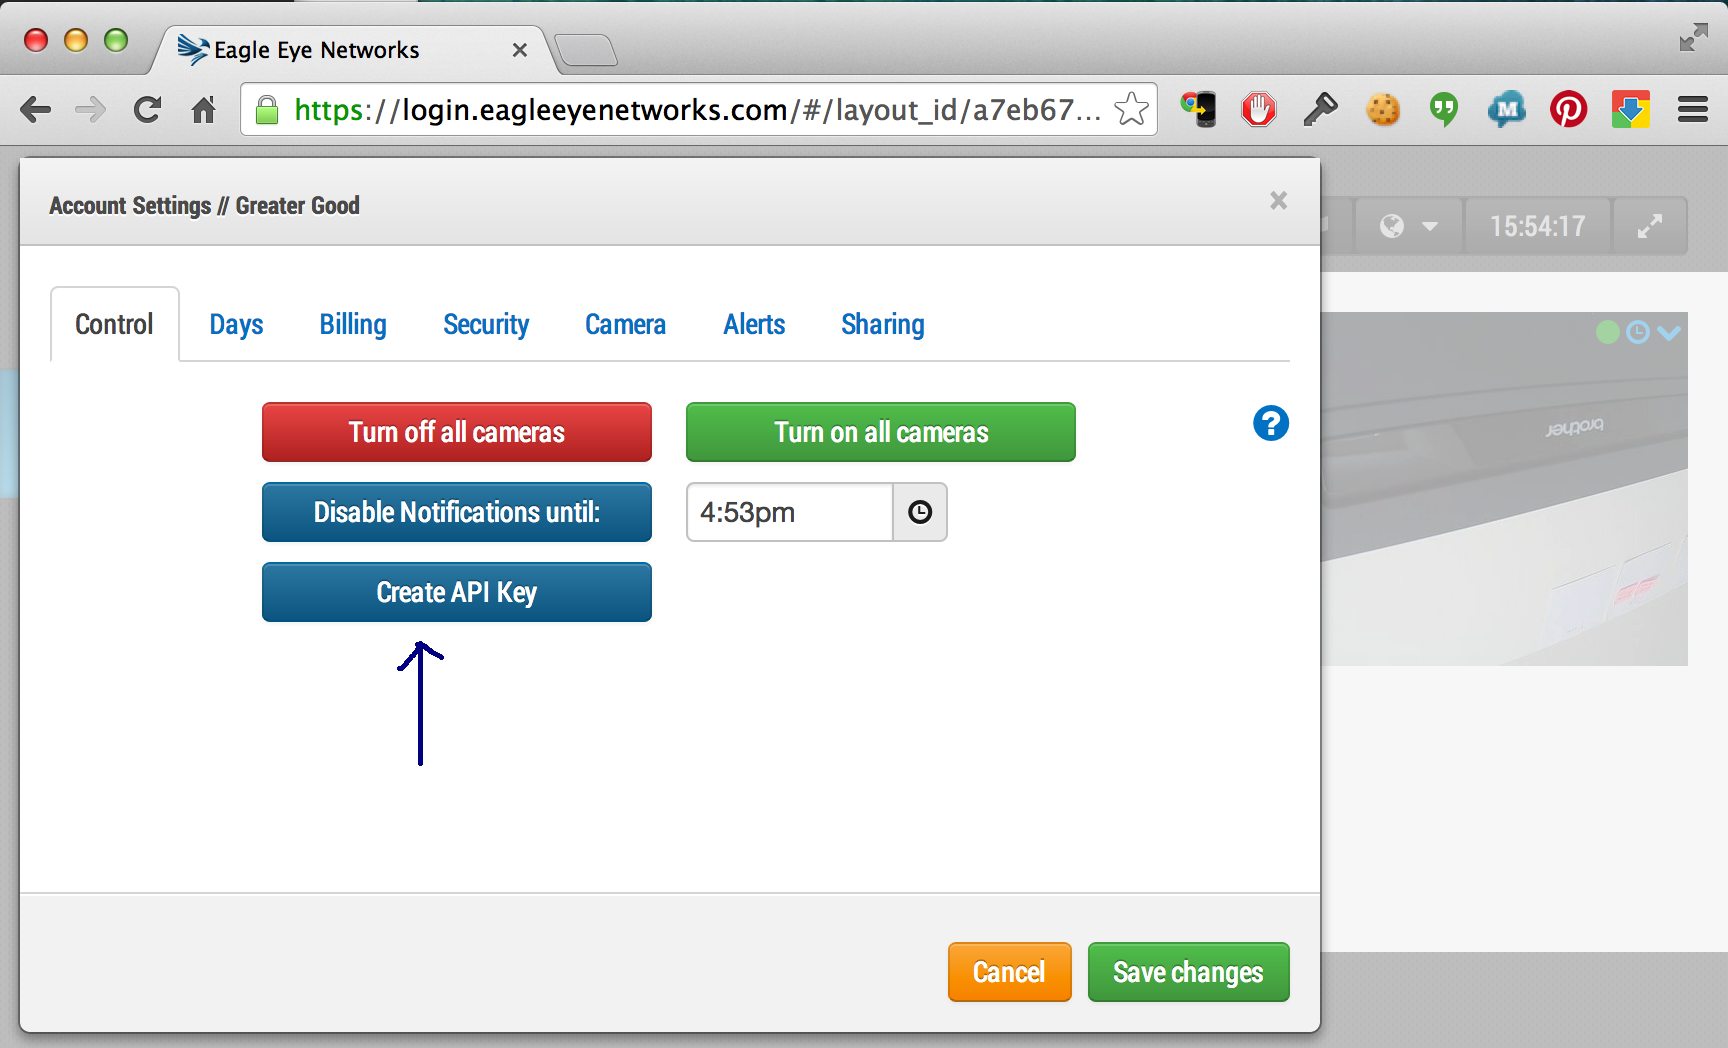 Eagle Eye Networks
https://login.eagleeyenetworks.com/#/layout_id/a7eb67...
M
Account Settings // Greater Good
15:54:17
Control Days Billing Security Camera Alerts Sharing
brother
Turn off all cameras Turn on all cameras
?
Disable Notifications until: 4:53pm
Create API Key
Cancel Save changes